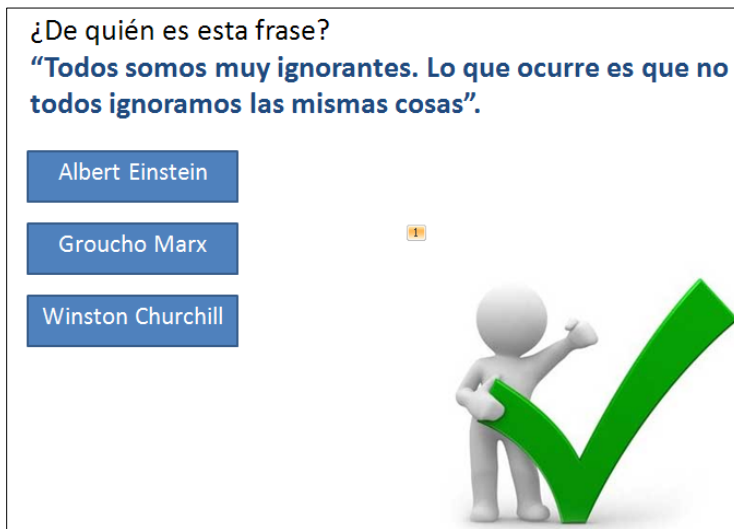 ¿De quién es esta frase?
“Todos somos muy ignorantes. Lo que ocurre es que no
todos ignoramos las mismas cosas”.
Albert Einstein
Groucho Marx
1
Winston Churchill